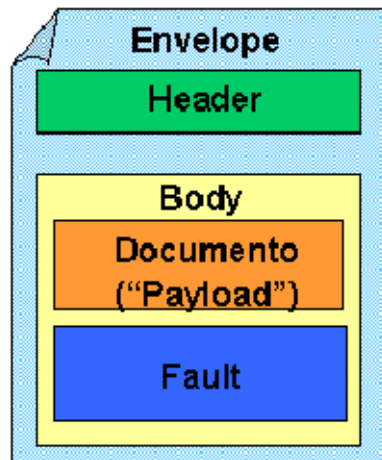 Envelope
Header
Body
Documento
(“Payload”)
Fault